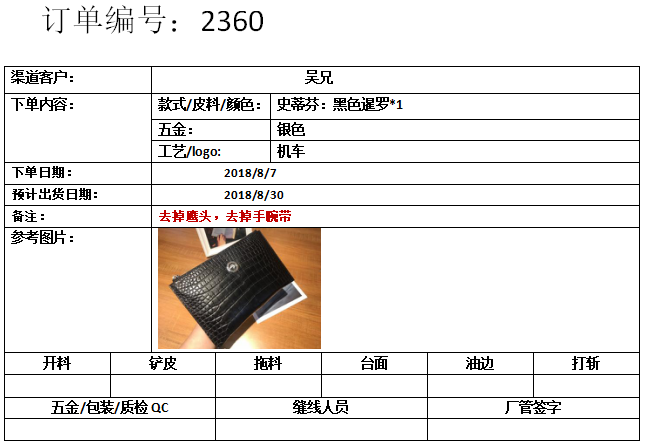 订单编号：2360
渠道客户： 吴兄
下单内容： 款式/皮料/颜色： 史蒂芬：黑色暹罗*1
五金： 银色
工艺/logo: 机车
下单日期： 2018/8/7
预计出货日期： 2018/8/30
备注： 去掉鹰头，去掉手腕带
参考图片：
开料 铲皮 拖料 台面 油边 打斩
五金/包装/质检 QC 缝线人员 厂管签字